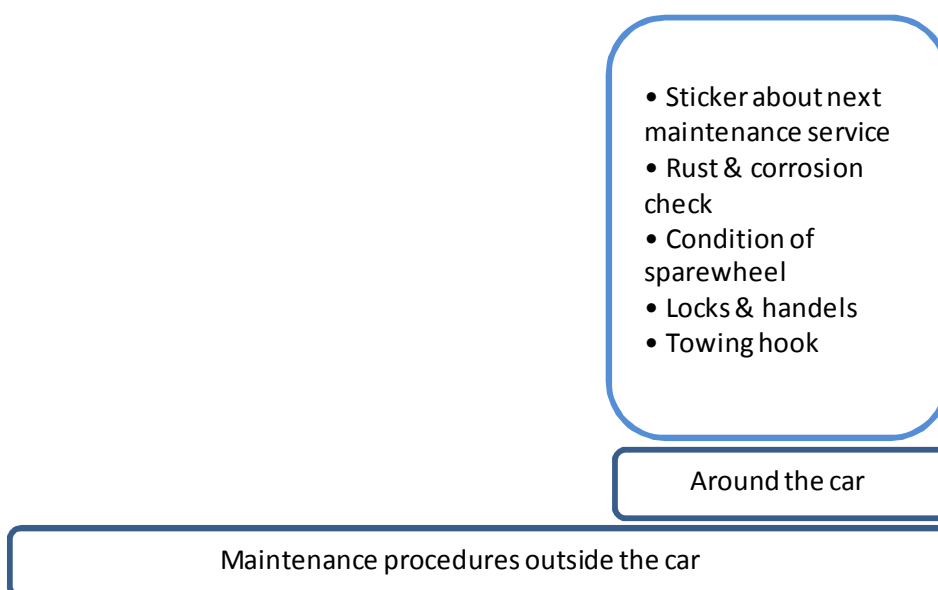 • Sticker about next
maintenance service
• Rust & corrosion
check
• Condition of
sparewheel
• Locks & handels
• Towing hook
Around the car
Maintenance procedures outside the car